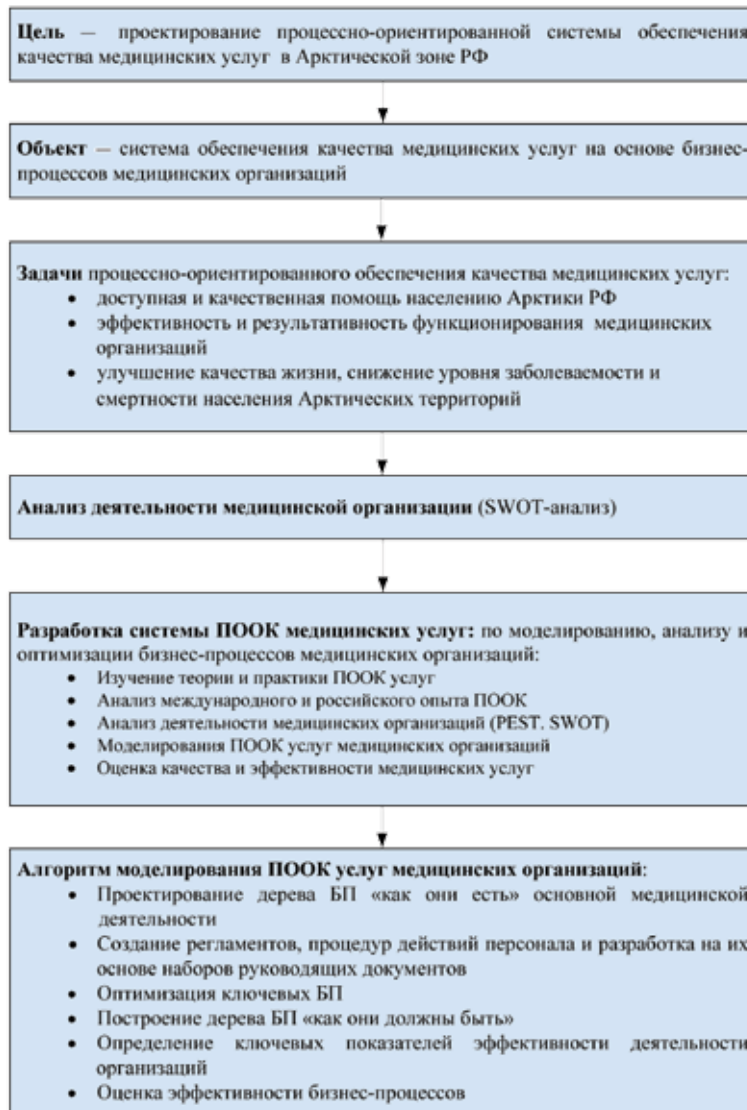 Цель — проектирование процессно-ориентированной системы обеспечения
качества медицинских услуг в Арктической зоне РФ
Объект — система обеспечения качества медицинских услуг на основе бизнес-
процессов медицинских организаций
Задачи процессно-ориентированного обеспечения качества медицинских услуг:
• доступная и качественная помощь населению Арктики РФ
• эффективность и результативность функционирования медицинских
организаций
• улучшение качества жизни, снижение уровня заболеваемости и
смертности населения Арктических территорий
Анализ деятельности медицинской организации (SWOT-анализ)
Разработка системы ПООК медицинских услуг: по моделированию, анализу и
оптимизации бизнес-процессов медицинских организаций:
• Изучение теории и практики ПООК услуг
• Анализ международного и российского опыта ПООК
• Анализ деятельности медицинских организаций (PEST. SWOT)
• Моделирования ПООК услуг медицинских организаций
• Оценка качества и эффективности медицинских услуг
Алгоритм моделирования ПООК услуг медицинских организаций:
• Проектирование дерева БП «как они есть» основной медицинской
деятельности
• Создание регламентов, процедур действий персонала и разработка на их
основе наборов руководящих документов
• Оптимизация ключевых БП
• Построение дерева БП «как они должны быть»
• Определение ключевых показателей эффективности деятельности
организаций
• Оценка эффективности бизнес-процессов